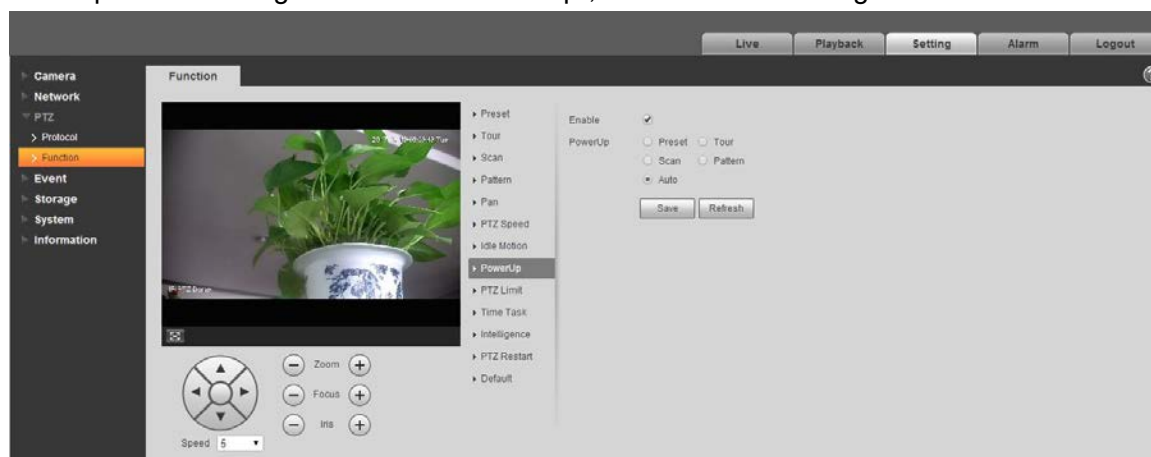 Live Playback Setting Alarm Logout
Camera
Network
PTZ
Protocol
Function
Event
Storage
System
Information
Function
Preset
Tour
Scan
Pattern
Pan
PTZ Speed
Idle Motion
PowerUp
PTZ Limit
Time Task
Intelligence
PTZ Restart
Default
Zoom
Focus
Iris
Speed 5
Enable
PowerUp Preset Tour
Scan Pattern
Auto
Save Refresh